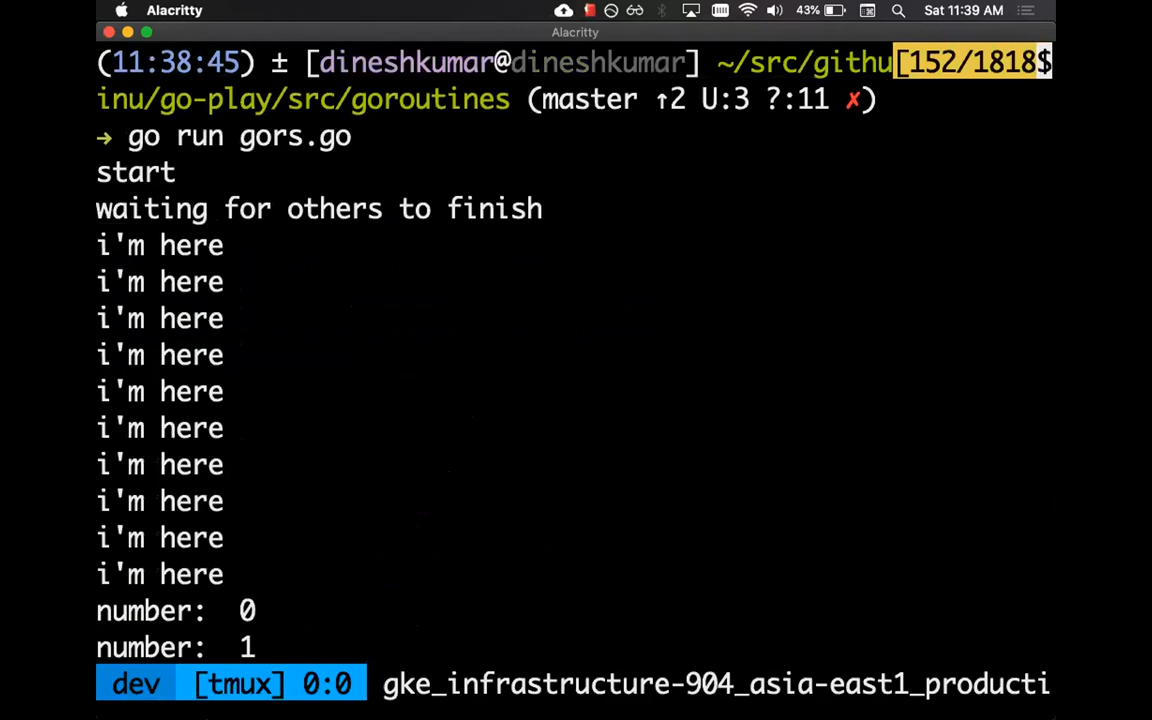 Alacritty 43% Sat 11:39 AM
Alacritty
(11:38:45) ± [dineshkumar@dineshkumar] ~/src/githu[152/1818$
inu/go-play/src/goroutines (master ↑2 U:3 ?:11 ✗)
→ go run gors.go
start
waiting for others to finish
i'm here
i'm here
i'm here
i'm here
i'm here
i'm here
i'm here
i'm here
i'm here
i'm here
number:  0
number:  1
dev [tmux] 0:0 gke_infrastructure-904_asia-east1_producti